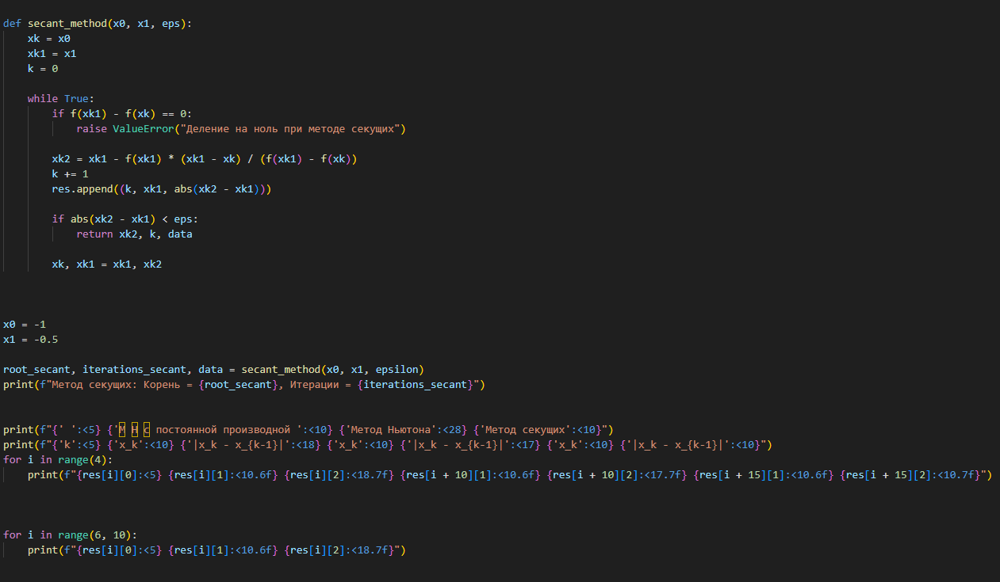 def secant_method(x0, x1, eps):
    xk = x0
    xk1 = x1
    k = 0
    while True:
        if f(xk1) - f(xk) == 0:
            raise ValueError("Деление на ноль при методе секущих")
        xk2 = xk1 - f(xk1) * (xk1 - xk) / (f(xk1) - f(xk))
        k += 1
        res.append((k, xk1, abs(xk2 - xk1)))
        if abs(xk2 - xk1) < eps:
            return xk2, k, data
        xk, xk1 = xk1, xk2
x0 = -1
x1 = -0.5
root_secant, iterations_secant, data = secant_method(x0, x1, epsilon)
print(f"Метод секущих: Корень = {root_secant}, Итерации = {iterations_secant}")
print(f"{' ':<5} {'М Н с постоянной производной ':<10} {'Метод Ньютона':<28} {'Метод секущих':<10}")
print(f"{'k':<5} {'x_k':<10} {'|x_k - x_{k-1}|':<18} {'x_k':<10} {'|x_k - x_{k-1}|':<17} {'x_k':<10} {'|x_k - x_{k-1}|':<10}")
for i in range(4):
    print(f"{res[i][0]:<5} {res[i][1]:<10.6f} {res[i][2]:<18.7f} {res[i + 10][1]:<10.6f} {res[i + 10][2]:<17.7f} {res[i + 15][1]:<10.6f} {res[i + 15][2]:<10.7f}")
for i in range(6, 10):
    print(f"{res[i][0]:<5} {res[i][1]:<10.6f} {res[i][2]:<18.7f}")